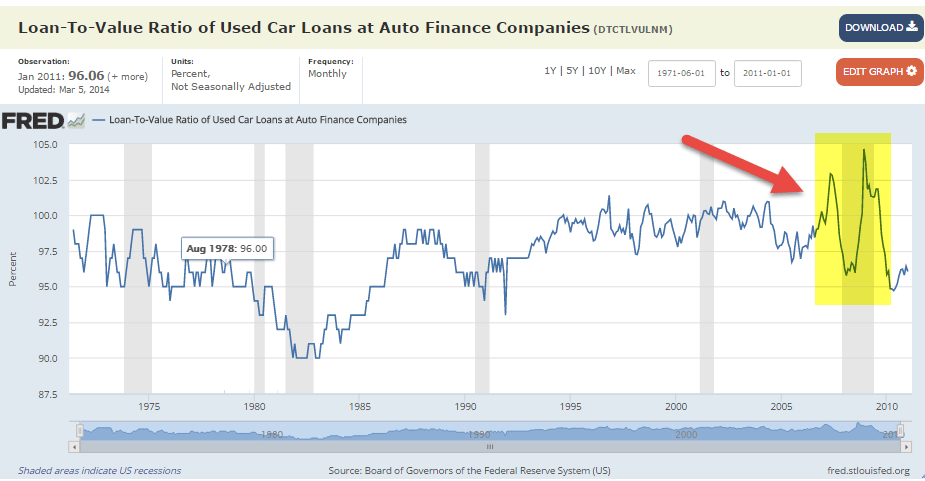 Loan-To-Value Ratio of Used Car Loans at Auto Finance Companies (DTCTLVULNM)
DOWNLOAD
Observation:
Jan 2011: 96.06 (+ more)
Updated: Mar 5, 2014
Units:
Percent,
Not Seasonally Adjusted
Frequency:
Monthly
1Y | 5Y | 10Y | Max
1971-06-01 to 2011-01-01
EDIT GRAPH
FRED
Loan-To-Value Ratio of Used Car Loans at Auto Finance Companies
105.0
102.5
100.0
97.5
95.0
92.5
90.0
87.5
Percent
Aug 1978: 96.00
1975 1980 1985 1990 1995 2000 2005 2010
1980 1990 2000
Shaded areas indicate US recessions
Source: Board of Governors of the Federal Reserve System (US)
fred.stlouisfed.org